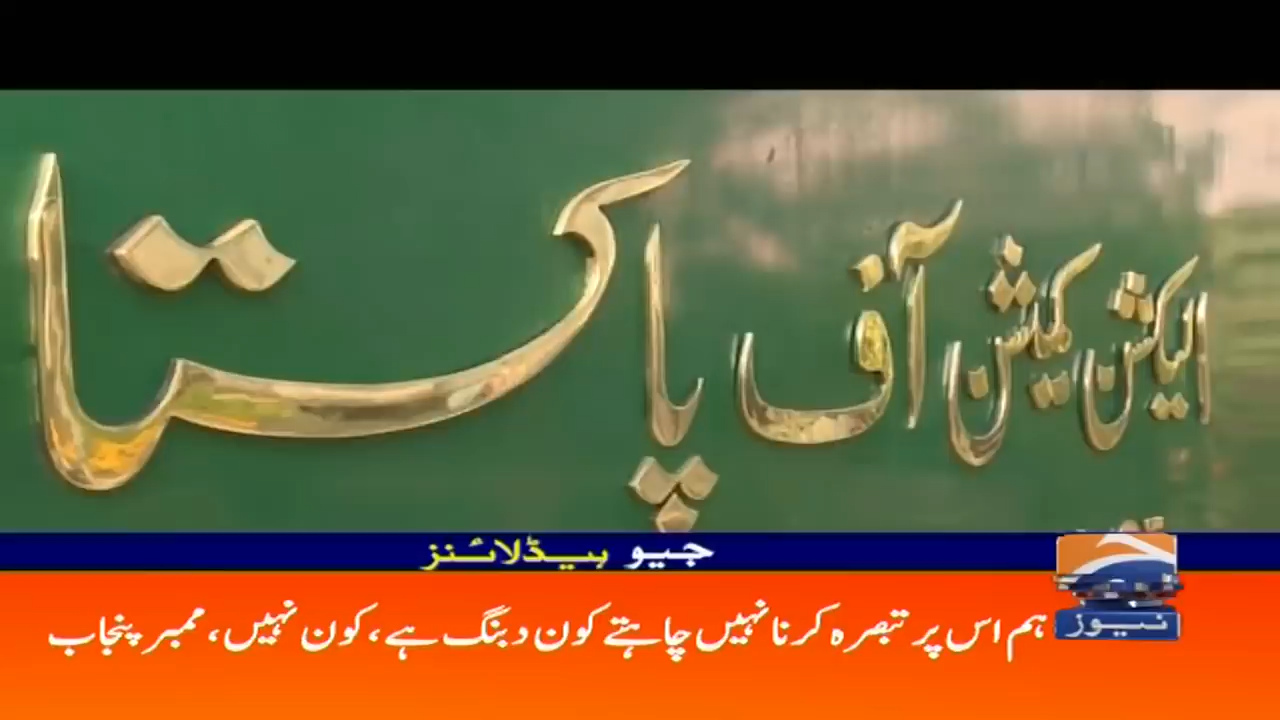 الیکشن کمیشن آف پاکستا
جیو ہیڈلائنز
نیوز
ہم اس پر تبصرہ کرنا نہیں چاہتے کون دبنگ ہے، کون نہیں، ممبر پنجاب